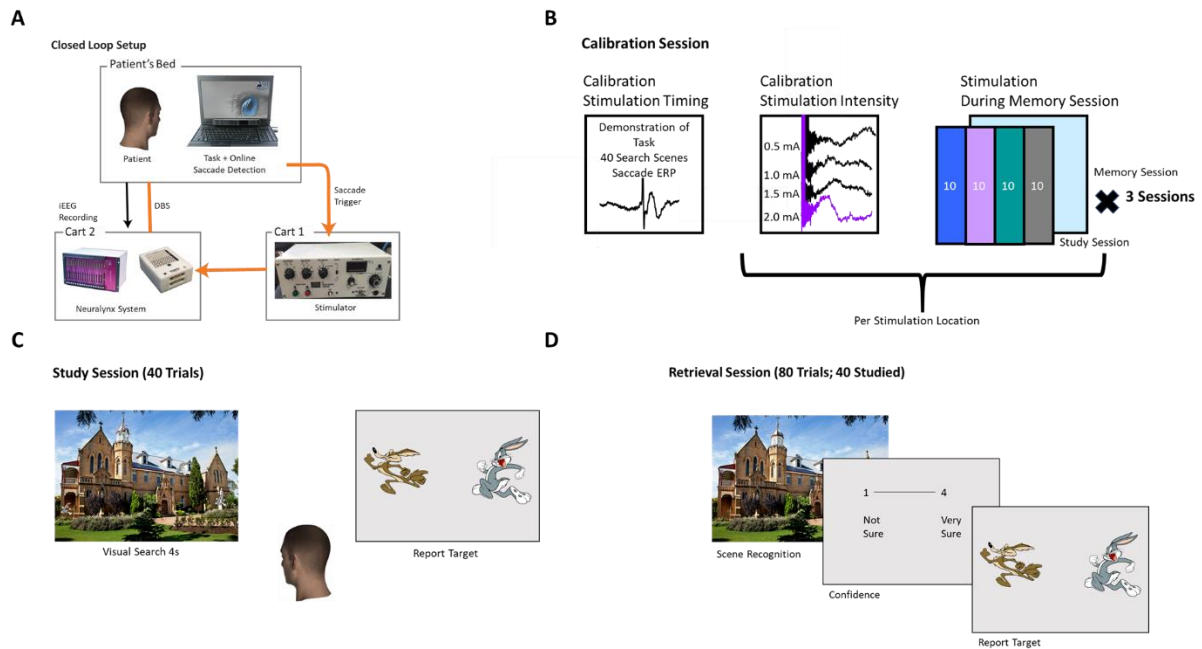 A
Closed Loop Setup
Patient's Bed
Patient
Task + Online
Saccade Detection
iEEG
Recording
DBS
Saccade
Trigger
Cart 2
Cart 1
Neuralynx System
Stimulator
B
Calibration Session
Calibration
Stimulation Timing
Demonstration of
Task
40 Search Scenes
Saccade ERP
Calibration
Stimulation Intensity
0.5 mA
1.0 mA
1.5 mA
2.0 mA
Stimulation
During Memory Session
10 10 10 10
Memory Session
3 Sessions
Study Session
Per Stimulation Location
C
Study Session (40 Trials)
Visual Search 4s
Report Target
D
Retrieval Session (80 Trials; 40 Studied)
Scene Recognition
1 4
Not
Sure
Very
Sure
Confidence
Report Target